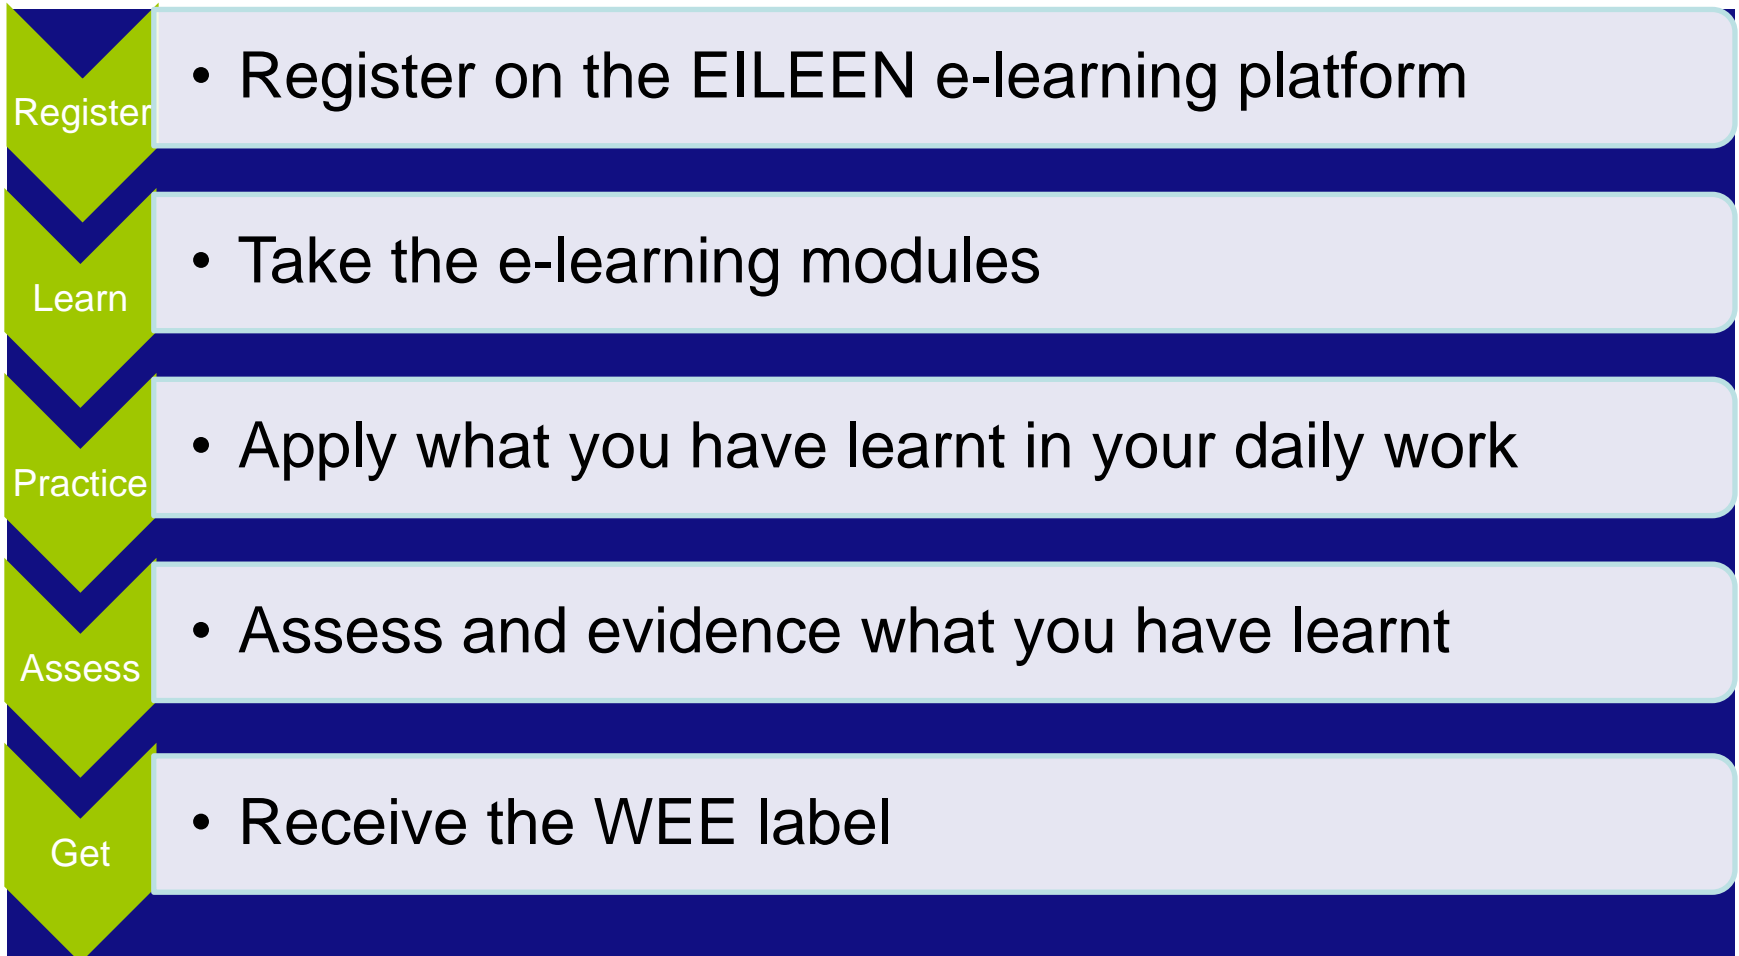 Register
• Register on the EILEEN e-learning platform
Learn
• Take the e-learning modules
Practice
• Apply what you have learnt in your daily work
Assess
• Assess and evidence what you have learnt
Get
• Receive the WEE label